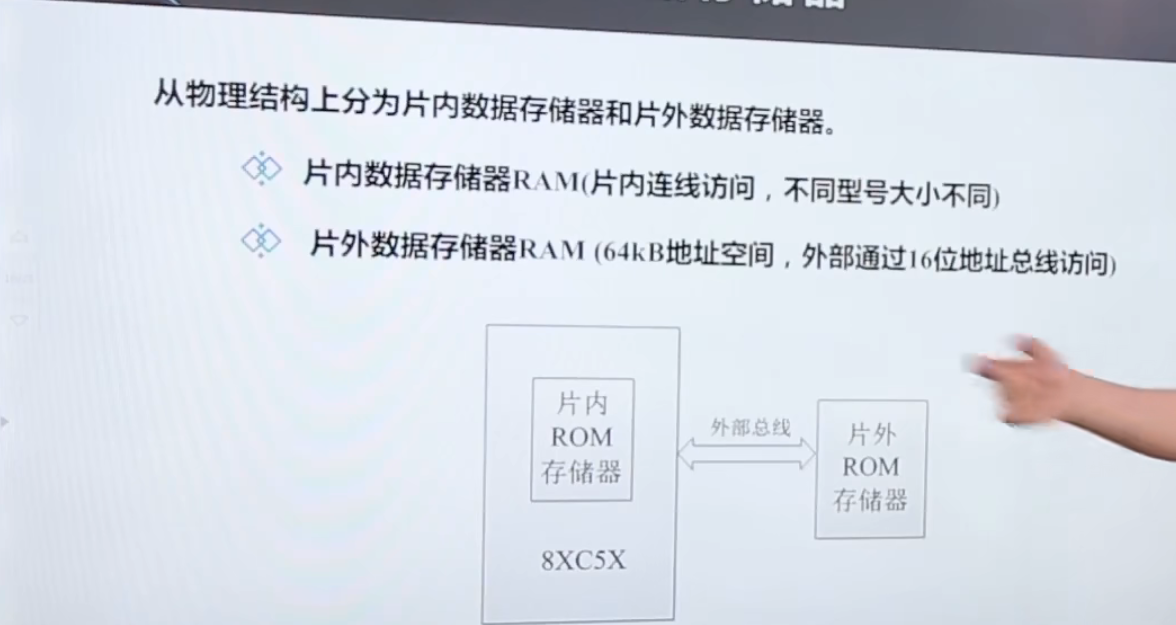 从物理结构上分为片内数据存储器和片外数据存储器。
片内数据存储器RAM(片内连线访问，不同型号大小不同)
片外数据存储器RAM (64kB地址空间，外部通过16位地址总线访问)
片内
ROM
存储器
8XC5X
外部总线
片外
ROM
存储器